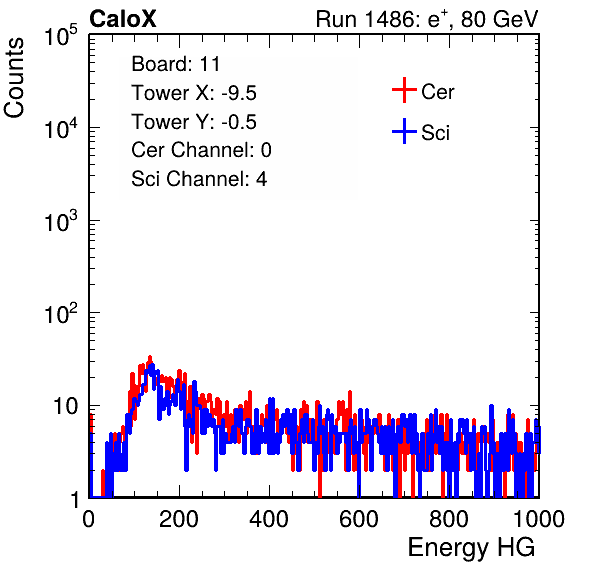 CaloX Run 1486: e⁺, 80 GeV
Counts
Board: 11
Tower X: -9.5
Tower Y: -0.5
Cer Channel: 0
Sci Channel: 4
Cer
Sci
10⁵
10⁴
10³
10²
10
1
0 200 400 600 800 1000
Energy HG